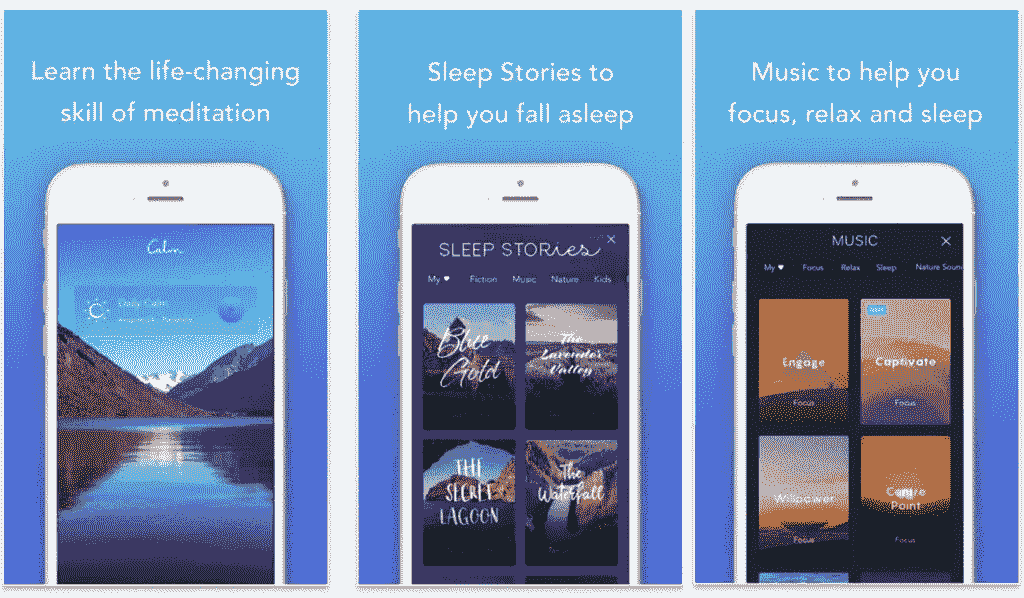 Learn the life-changing
skill of meditation
Calm
Daily Calm
Sleep Stories to
help you fall asleep
SLEEP STORies
My ♥ Fiction Music Nature Kids
Blue
Gold
The
Lavender
Valley
THE
SECRET
LAGOON
The
Waterfall
Music to help you
focus, relax and sleep
MUSIC
My ♥ Focus Relax Sleep Nature Soun
Engage
Focus
Captivate
Focus
Willpower
Focus
Centre
Point
Focus